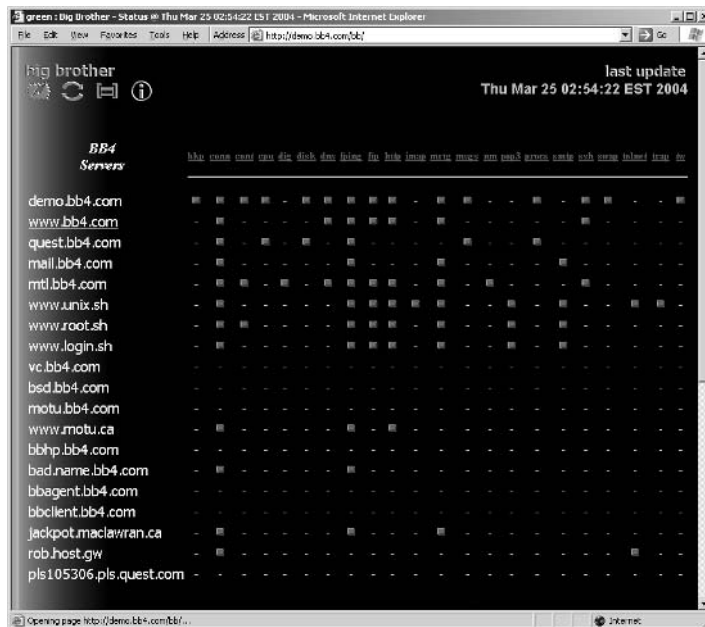 green : Big Brother - Status @ Thu Mar 25 02:54:22 EST 2004 - Microsoft Internet Explorer
File Edit View Favorites Tools Help Address http://demo.bb4.com/bb/ Go
big brother
last update
Thu Mar 25 02:54:22 EST 2004
BB4
Servers
bbp conn cont cpu dig disk dns fping ftp http imap mrtg msgs nm pop3 procs smtp ssh swap telnet trap tw
demo.bb4.com
www.bb4.com
quest.bb4.com
mail.bb4.com
mtl.bb4.com
www.unix.sh
www.root.sh
www.login.sh
vc.bb4.com
bsd.bb4.com
motu.bb4.com
www.motu.ca
bbhp.bb4.com
bad.name.bb4.com
bbagent.bb4.com
bbclient.bb4.com
jackpot.maclawran.ca
rob.host.gw
pls105306.pls.quest.com
Opening page http://demo.bb4.com/bb/... Internet